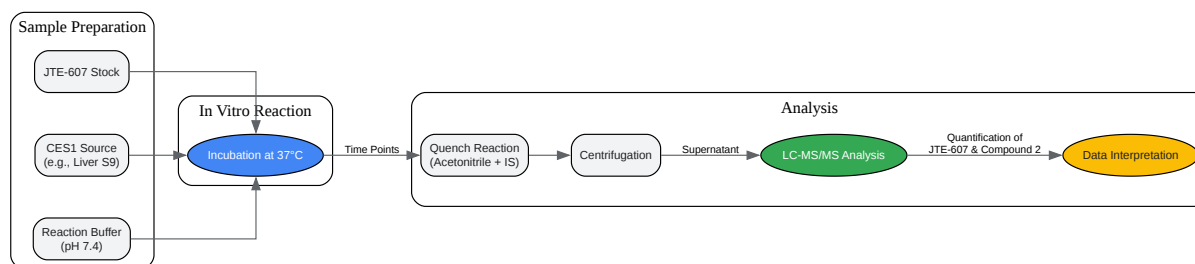 Sample Preparation
JTE-607 Stock
CES1 Source
(e.g., Liver S9)
Reaction Buffer
(pH 7.4)
In Vitro Reaction
Incubation at 37°C
Time Points
Analysis
Quench Reaction
(Acetonitrile + IS)
Centrifugation
Supernatant
LC-MS/MS Analysis
Quantification of
JTE-607 & Compound 2
Data Interpretation